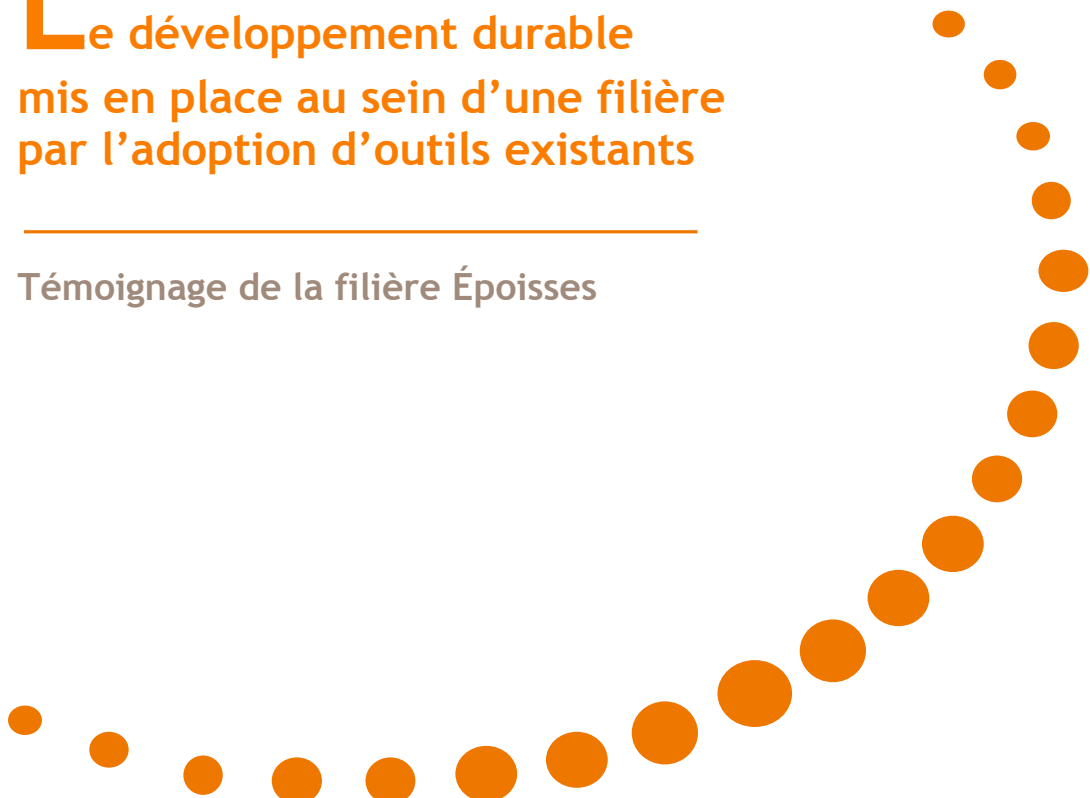 Le développement durable
mis en place au sein d’une filière
par l’adoption d’outils existants
Témoignage de la filière Époisses